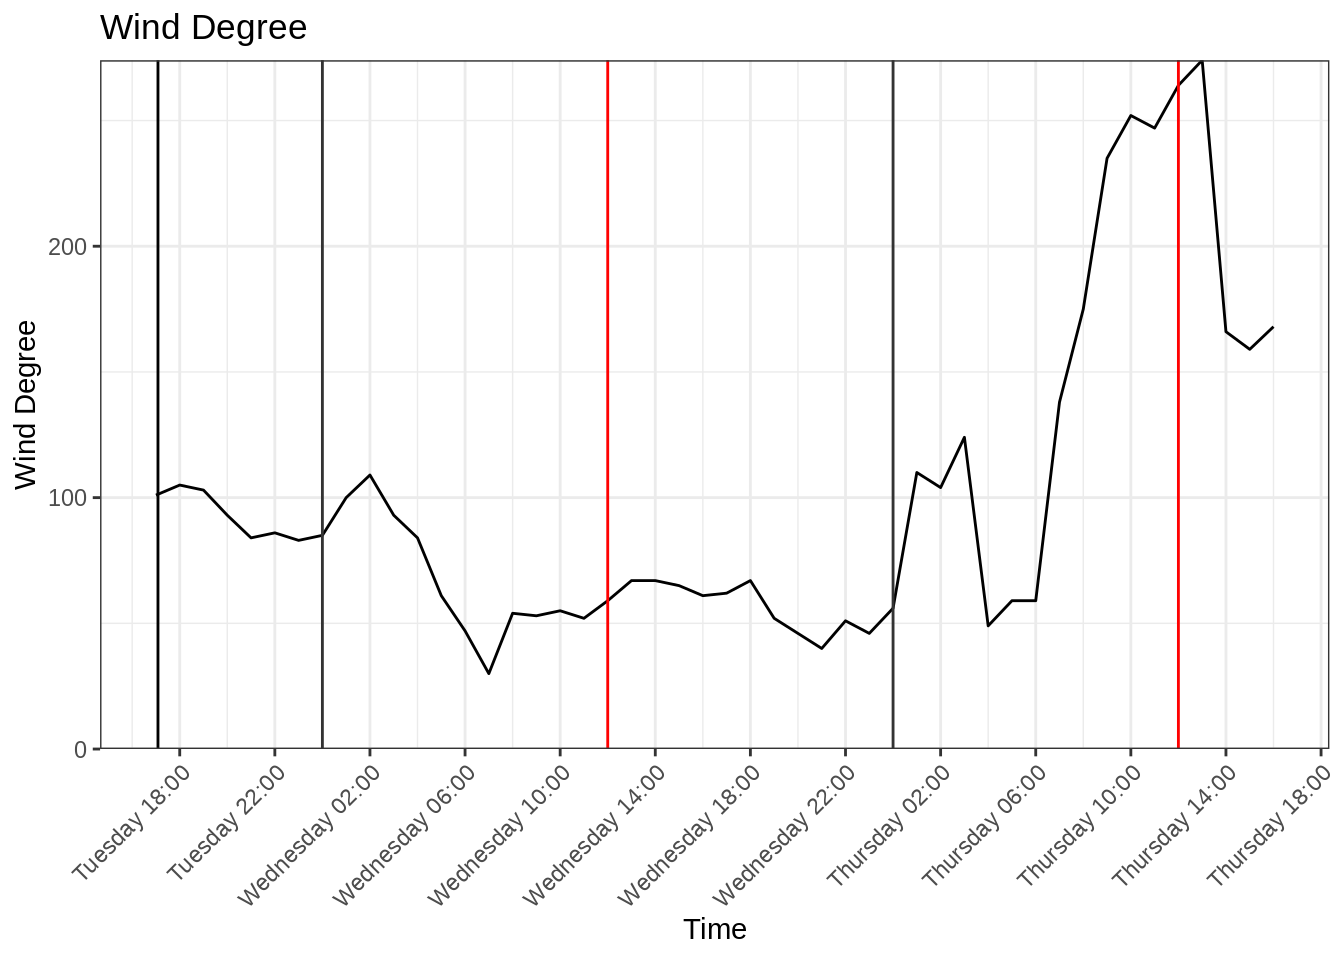 Wind Degree
Wind Degree
200
100
0
Tuesday 18:00
Tuesday 22:00
Wednesday 02:00
Wednesday 06:00
Wednesday 10:00
Wednesday 14:00
Wednesday 18:00
Wednesday 22:00
Thursday 02:00
Thursday 06:00
Thursday 10:00
Thursday 14:00
Thursday 18:00
Time